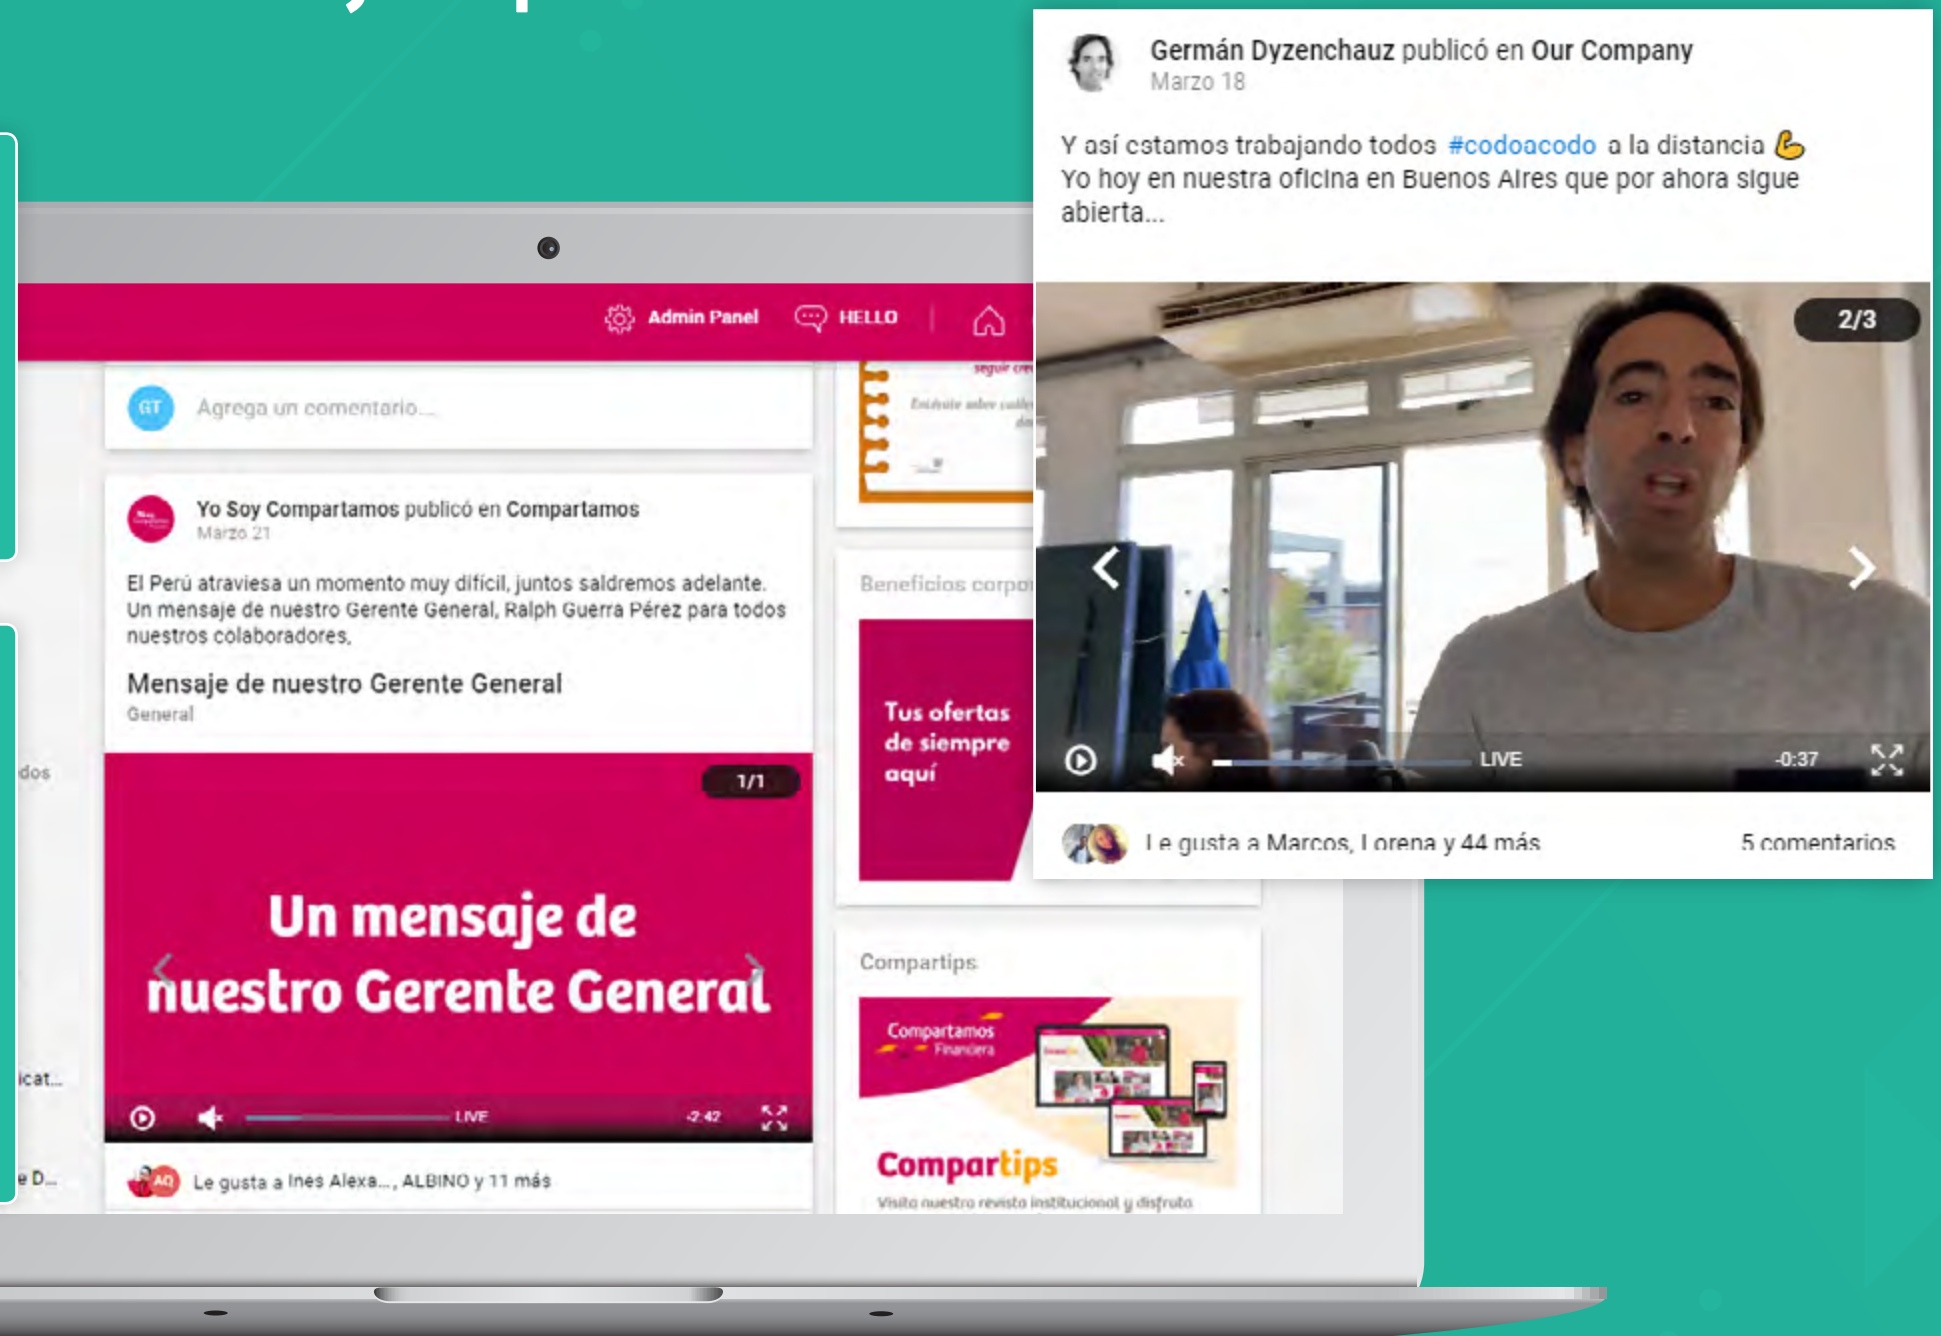 dos
icat...
e D...
Admin Panel
HELLO
GT
Agrega un comentario...
Yo Soy Compartamos publicó en Compartamos
Marzo 21
El Perú atraviesa un momento muy difícil, juntos saldremos adelante.
Un mensaje de nuestro Gerente General, Ralph Guerra Pérez para todos
nuestros colaboradores,
Mensaje de nuestro Gerente General
General
1/1
Un mensaje de
nuestro Gerente General
LIVE
-2:42
AQ
Le gusta a Ines Alexa..., ALBINO y 11 más
seguir
Entérate sobre
Beneficios corpo
Tus ofertas
de siempre
aquí
Compartips
Compartamos
Financiera
Compartips
Visita nuestra revista institucional y disfruta
Germán Dyzenchauz publicó en Our Company
Marzo 18
Y así estamos trabajando todos #codoacodo a la distancia 💪
Yo hoy en nuestra oficina en Buenos Aires que por ahora sigue
abierta...
2/3
LIVE
-0:37
Le gusta a Marcos, Lorena y 44 más
5 comentarios